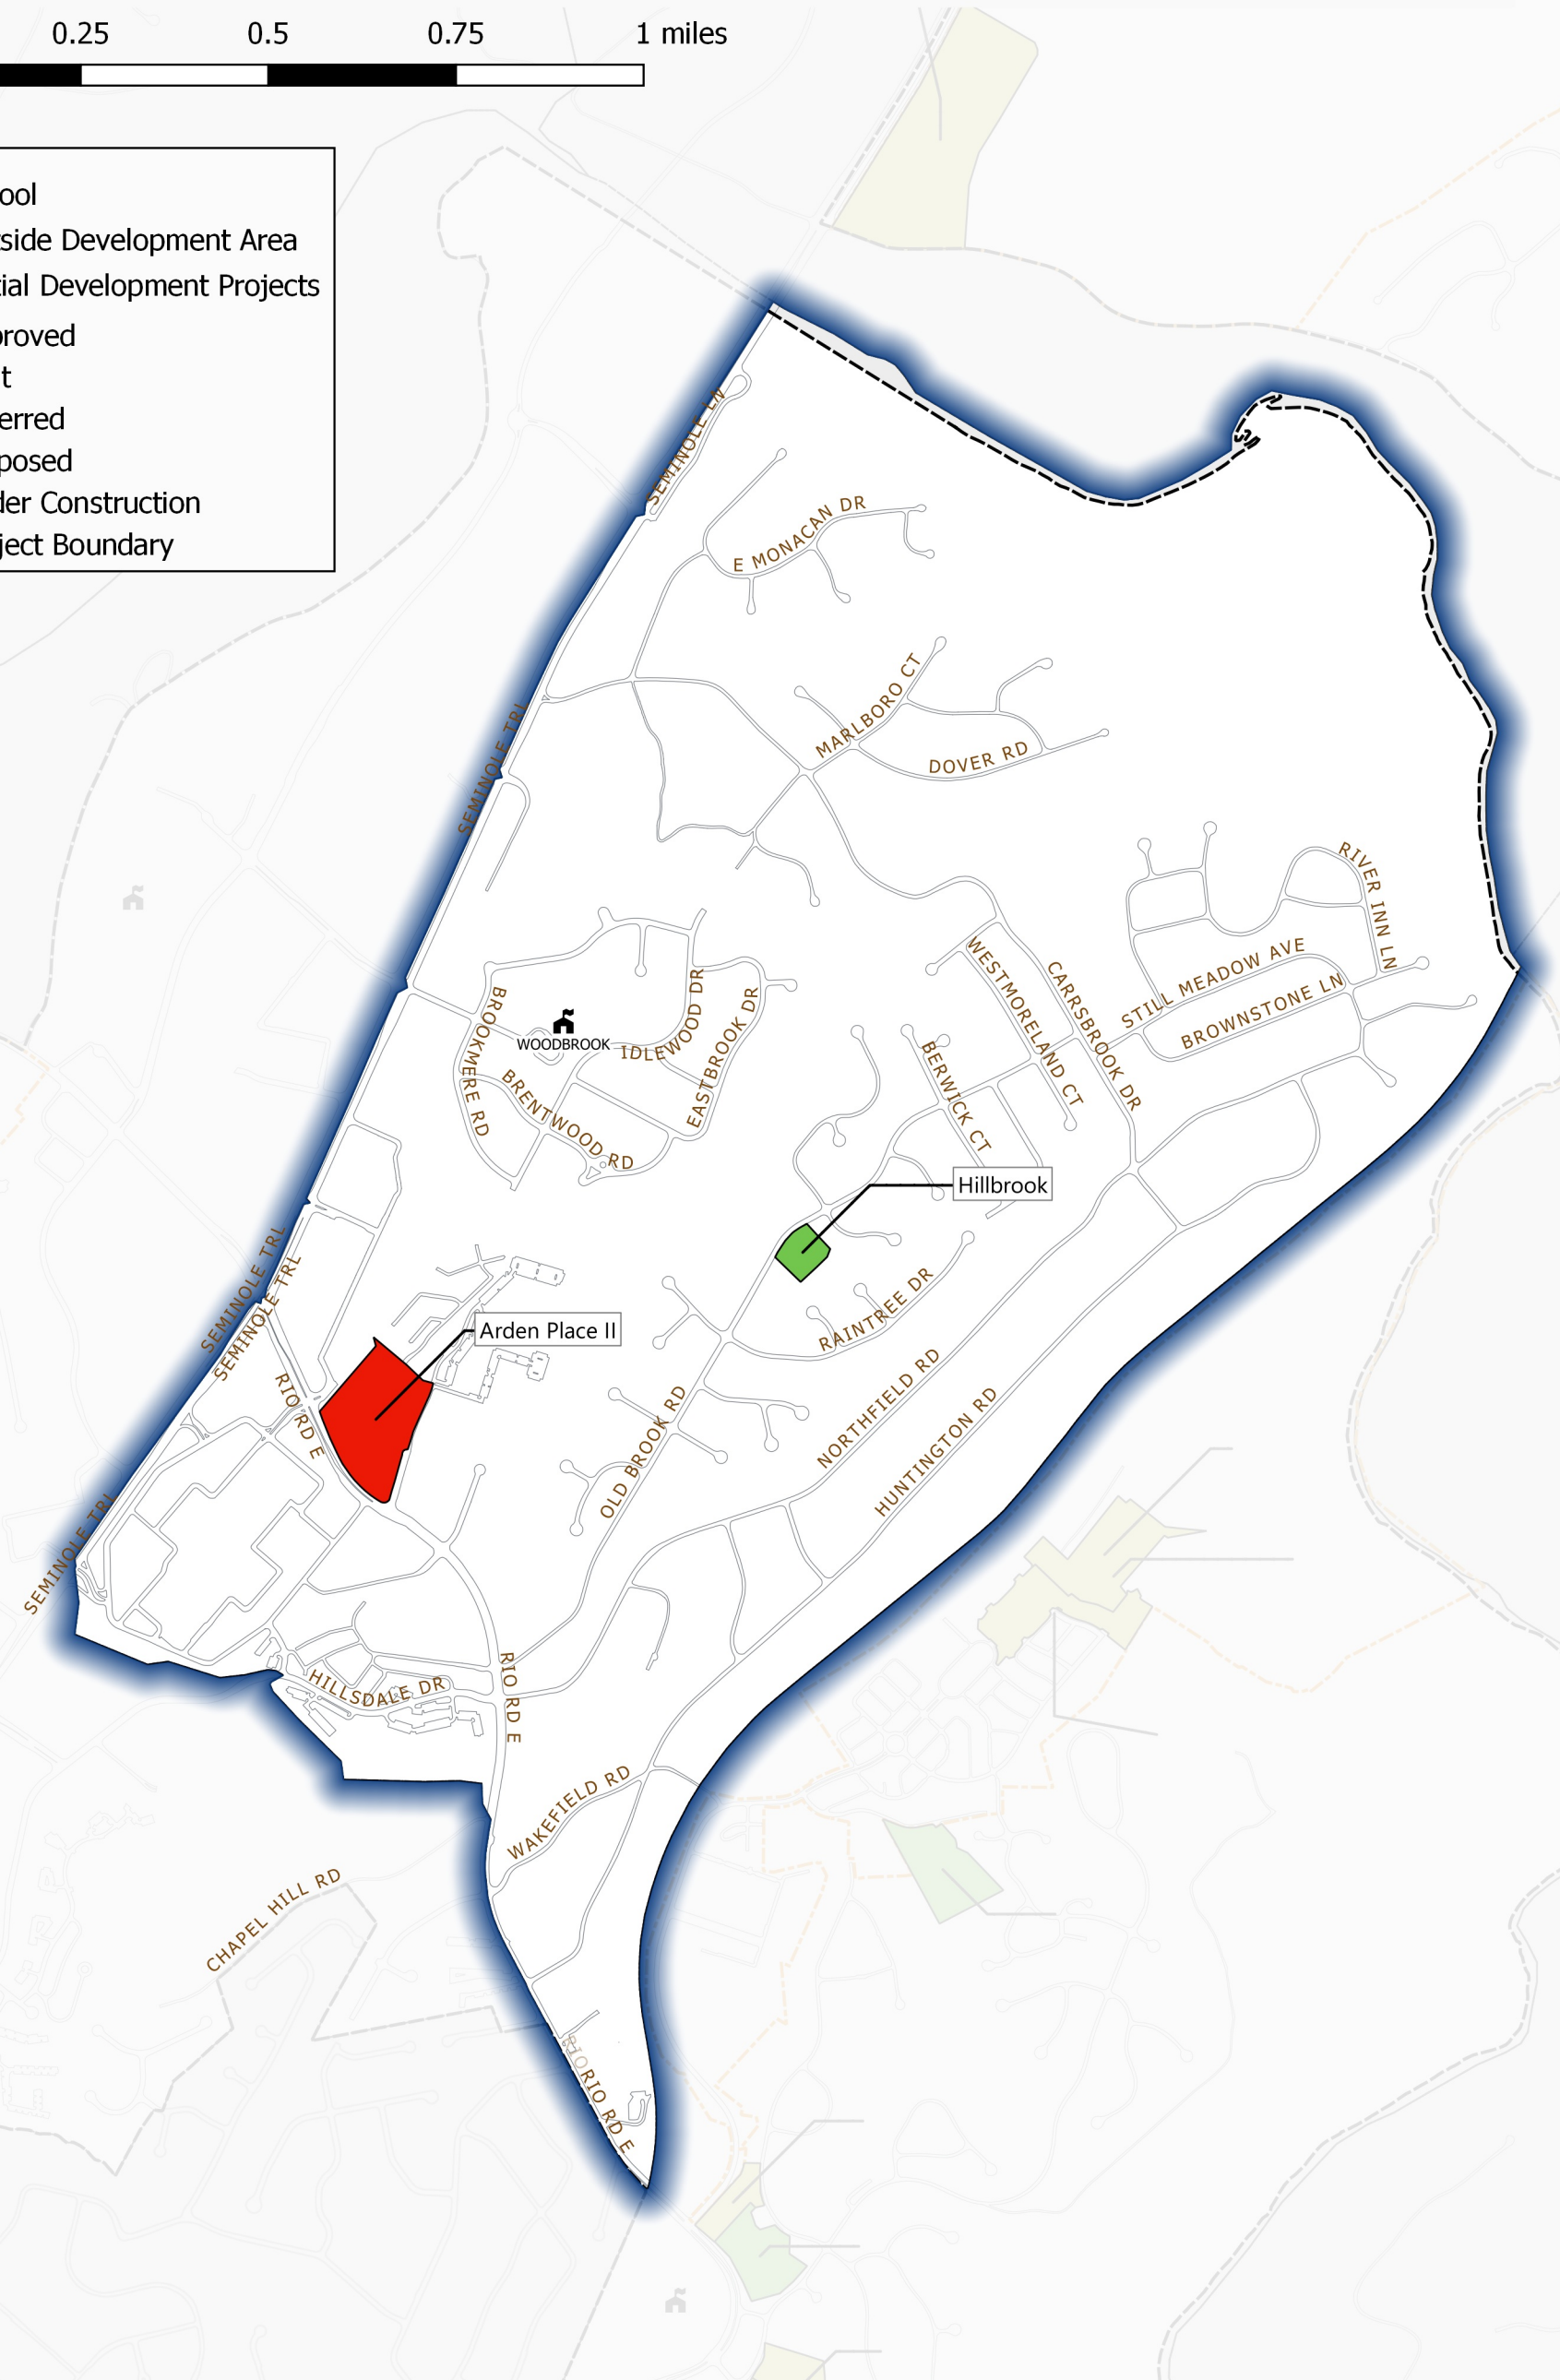 0.25 0.5 0.75 1 miles
ool
side Development Area
ial Development Projects
proved
t
erred
posed
der Construction
ject Boundary
SEMINOLE LN
E MONACAN DR
MARLBORO CT
DOVER RD
SEMINOLE TRL
RIVER INN LN
STILL MEADOW AVE
BROWNSTONE LN
WESTMORELAND CT
CARRSBROOK DR
BROOKMERE RD
WOODBROOK
IDLEWOOD DR
EASTBROOK DR
BRENTWOOD RD
BERWICK CT
Hillbrook
SEMINOLE TRL
SEMINOLE TRL
RAINTREE DR
Arden Place II
RIO RD E
NORTHFIELD RD
HUNTINGTON RD
OLD BROOK RD
SEMINOLE TRL
HILLSDALE DR
RIO RD E
WAKEFIELD RD
CHAPEL HILL RD
RIO
RIO RD E